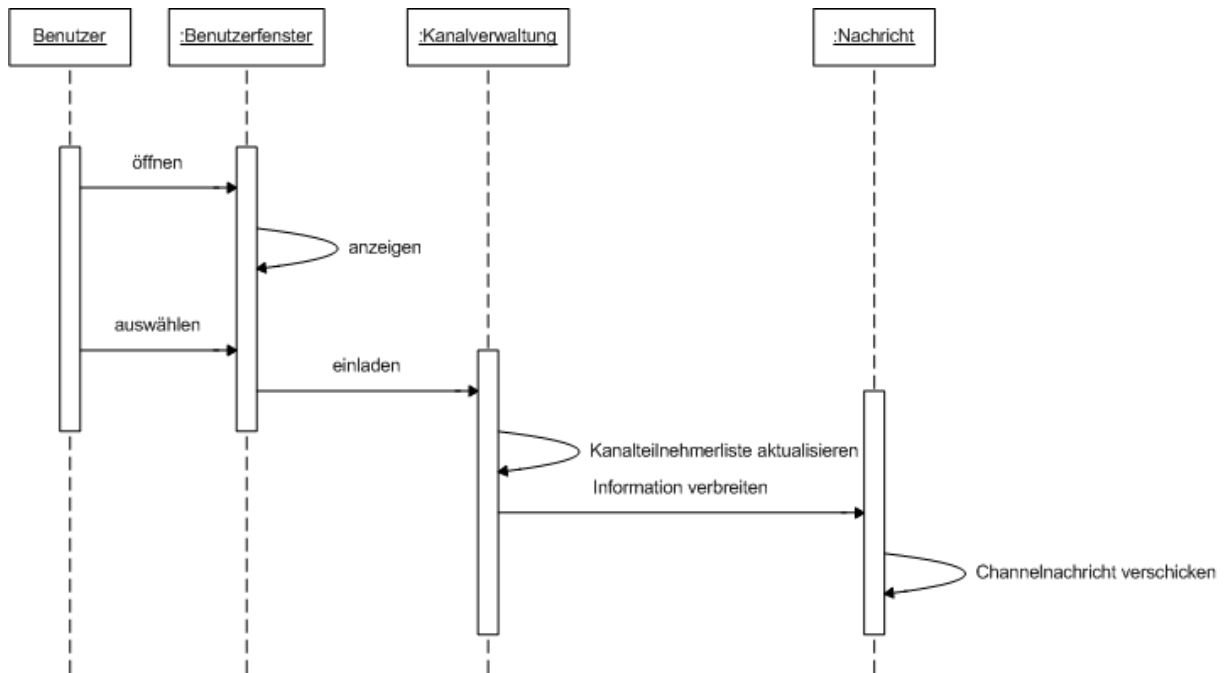 Benutzer
:Benutzerfenster
:Kanalverwaltung
:Nachricht
öffnen
anzeigen
auswählen
einladen
Kanalteilnehmerliste aktualisieren
Information verbreiten
Channelnachricht verschicken